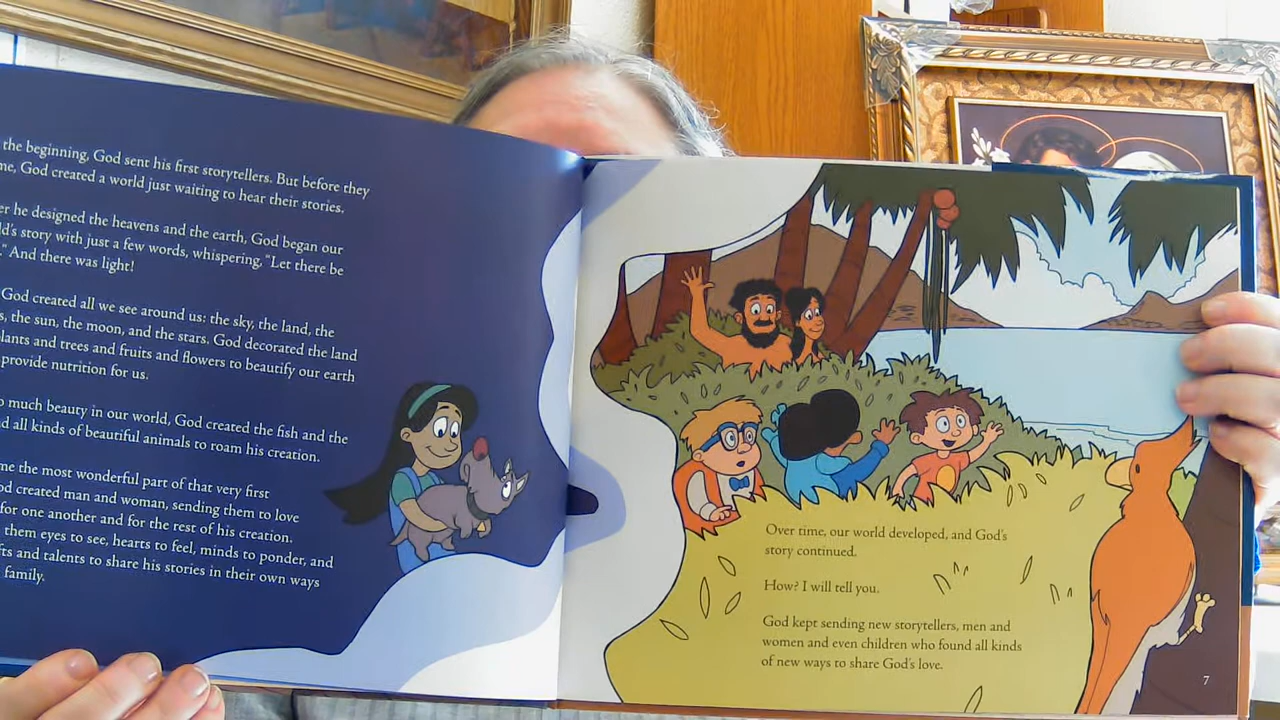 the beginning, God sent his first storytellers. But before they
God created a world just waiting to hear their stories.
he designed the heavens and the earth, God began our
story with just a few words, whispering, "Let there be
" And there was light!
God created all we see around us: the sky, the land, the
the sun, the moon, and the stars. God decorated the land
and trees and fruits and flowers to beautify our earth
provide nutrition for us.
much beauty in our world, God created the fish and the
all kinds of beautiful animals to roam his creation.
the most wonderful part of that very first
created man and woman, sending them to love
for one another and for the rest of his creation.
them eyes to see, hearts to feel, minds to ponder, and
and talents to share his stories in their own ways
family.
Over time, our world developed, and God's
story continued.
How? I will tell you.
God kept sending new storytellers, men and
women and even children who found all kinds
of new ways to share God's love.
7